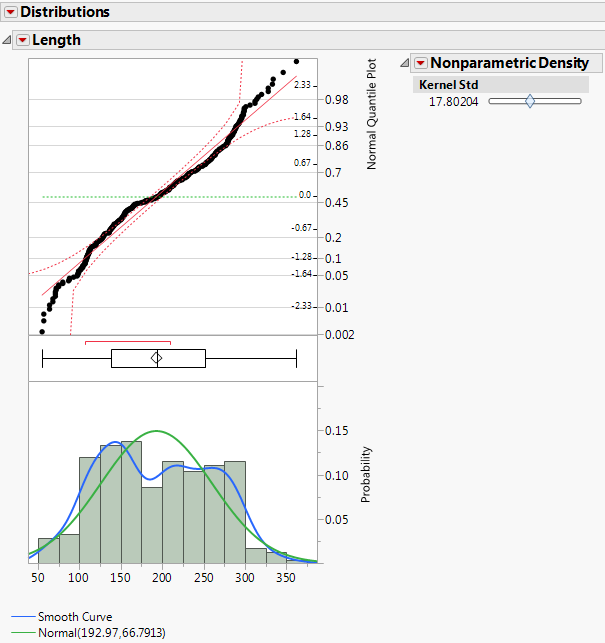 Distributions
Length
2.33
1.64
1.28
0.67
0.0
-0.67
-1.28
-1.64
-2.33
0.98
0.93
0.86
0.7
0.45
0.2
0.1
0.05
0.01
0.002
Normal Quantile Plot
0.15
0.10
0.05
Probability
50 100 150 200 250 300 350
Smooth Curve
Normal(192.97,66.7913)
Nonparametric Density
Kernel Std
17.80204